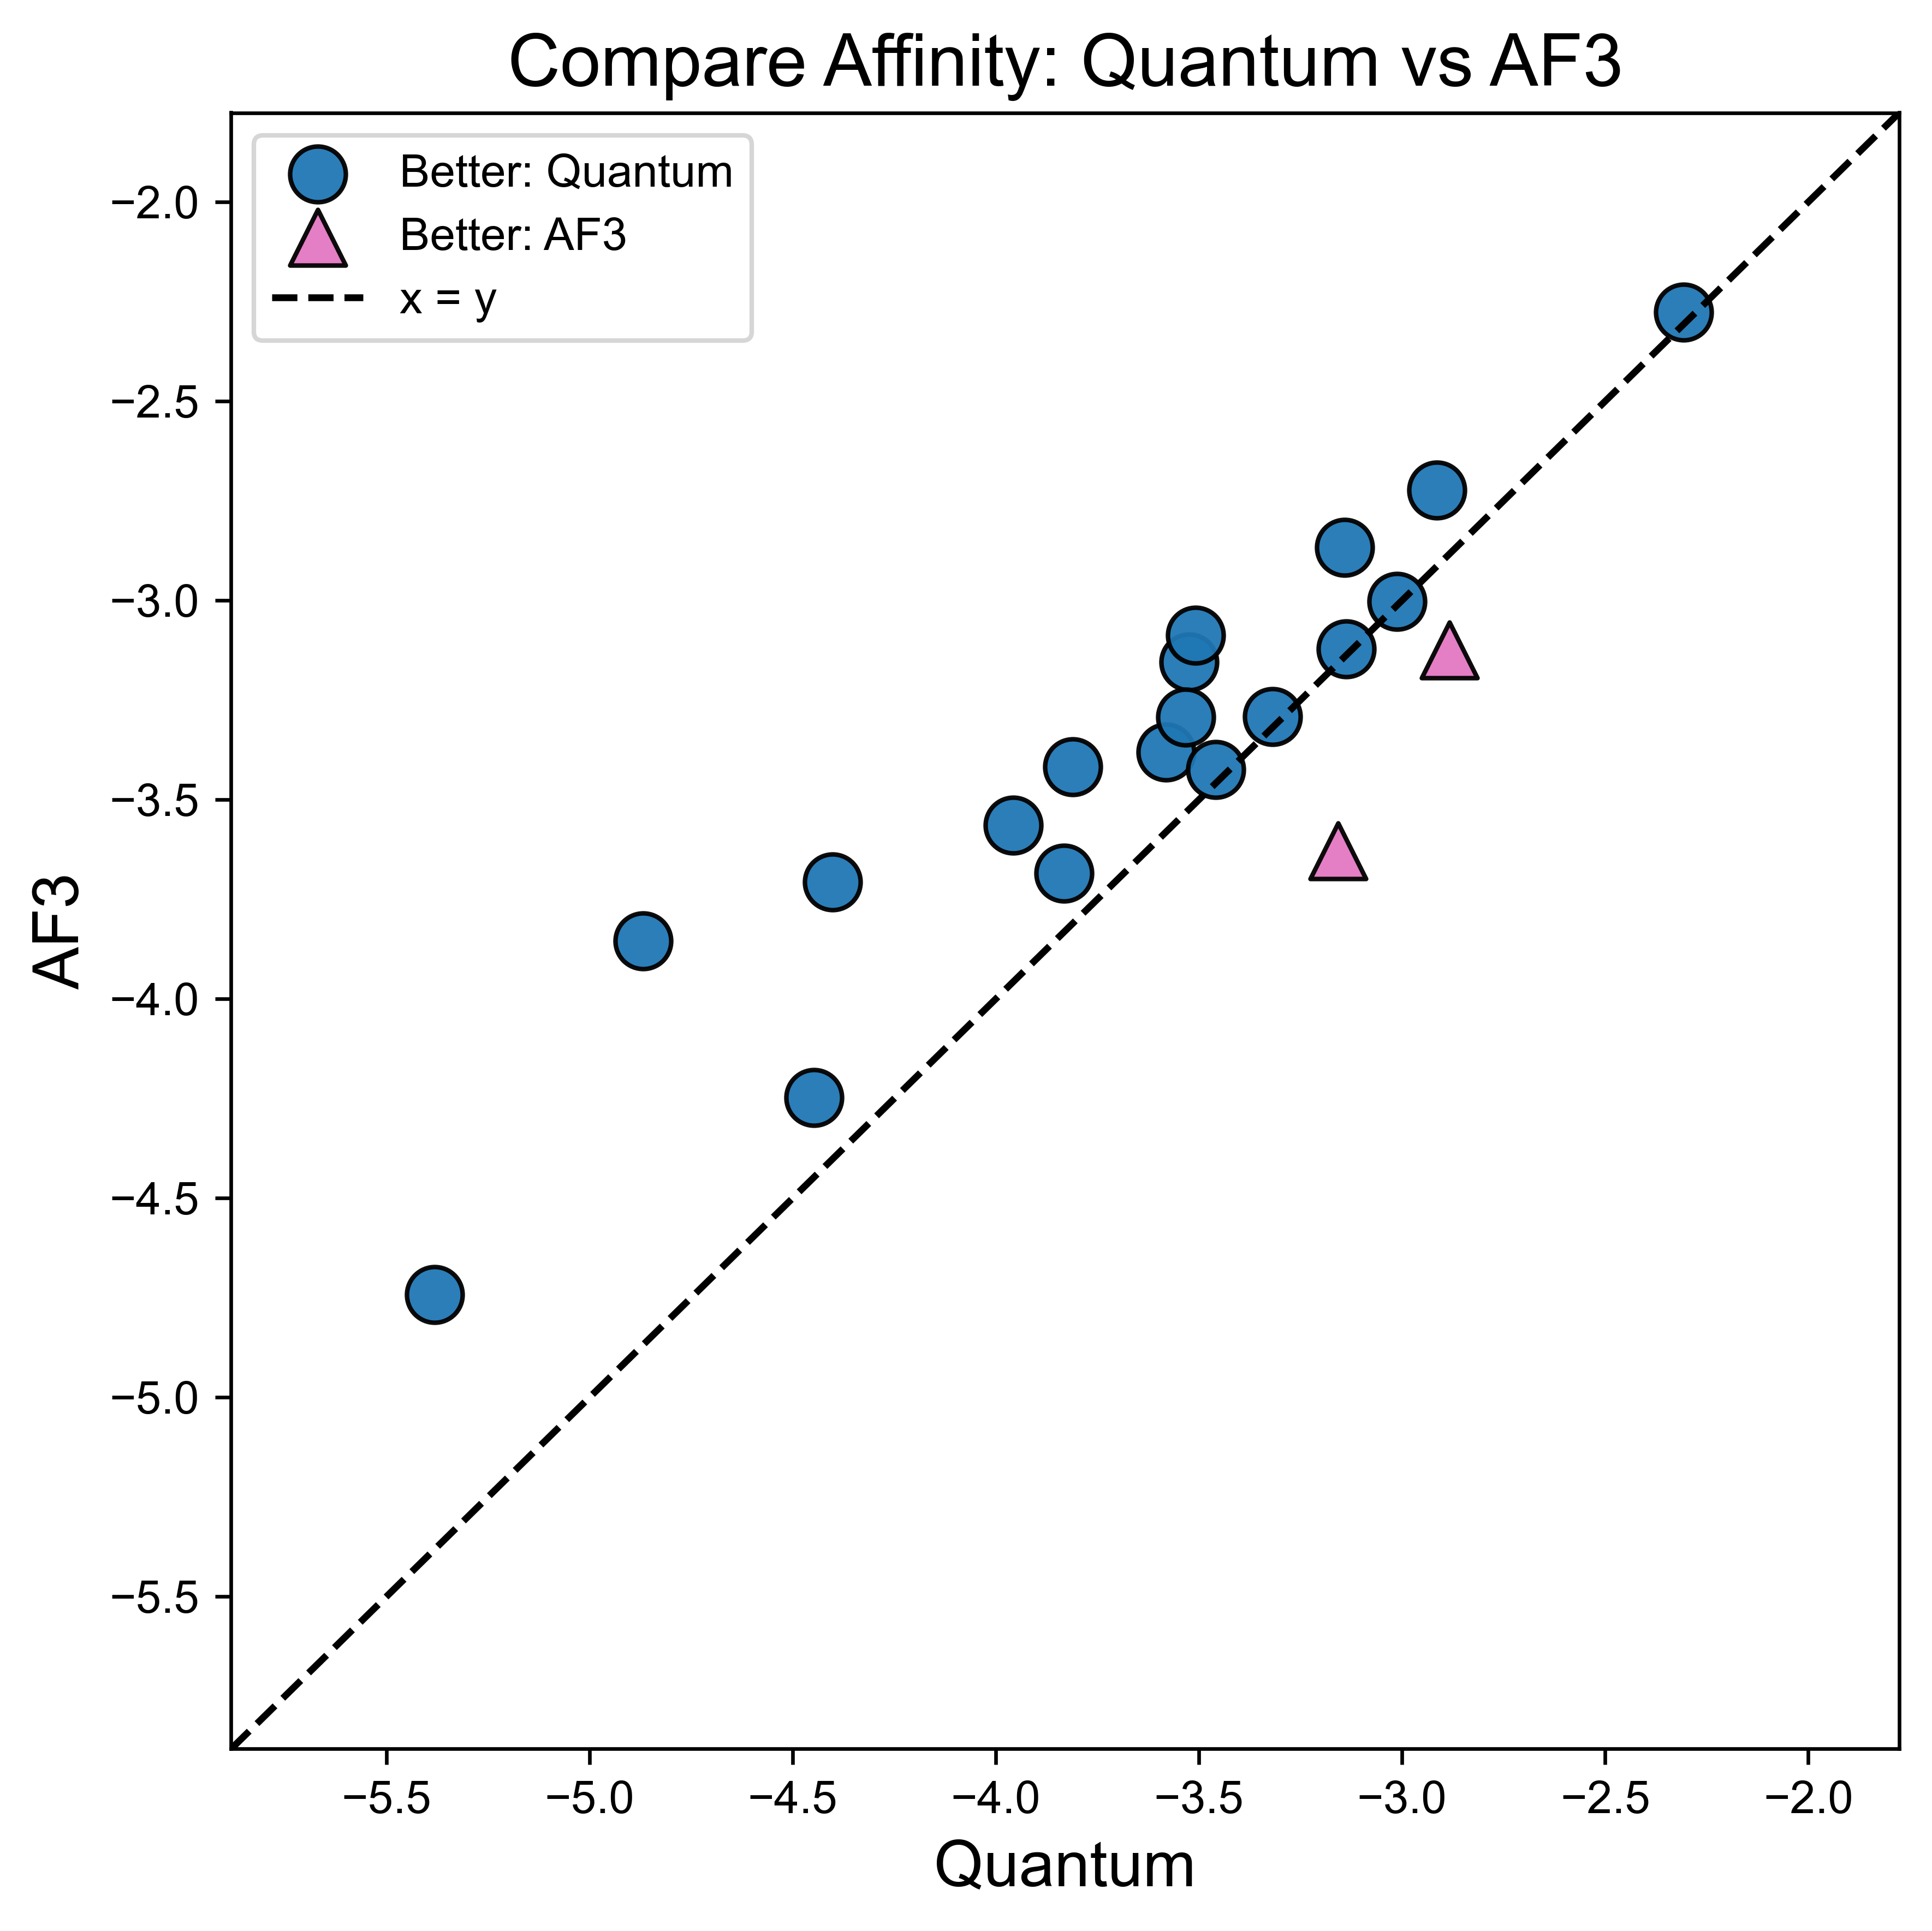 Compare Affinity: Quantum vs AF3
Better: Quantum
Better: AF3
x = y
−2.0
−2.5
−3.0
−3.5
−4.0
−4.5
−5.0
−5.5
AF3
−5.5 −5.0 −4.5 −4.0 −3.5 −3.0 −2.5 −2.0
Quantum